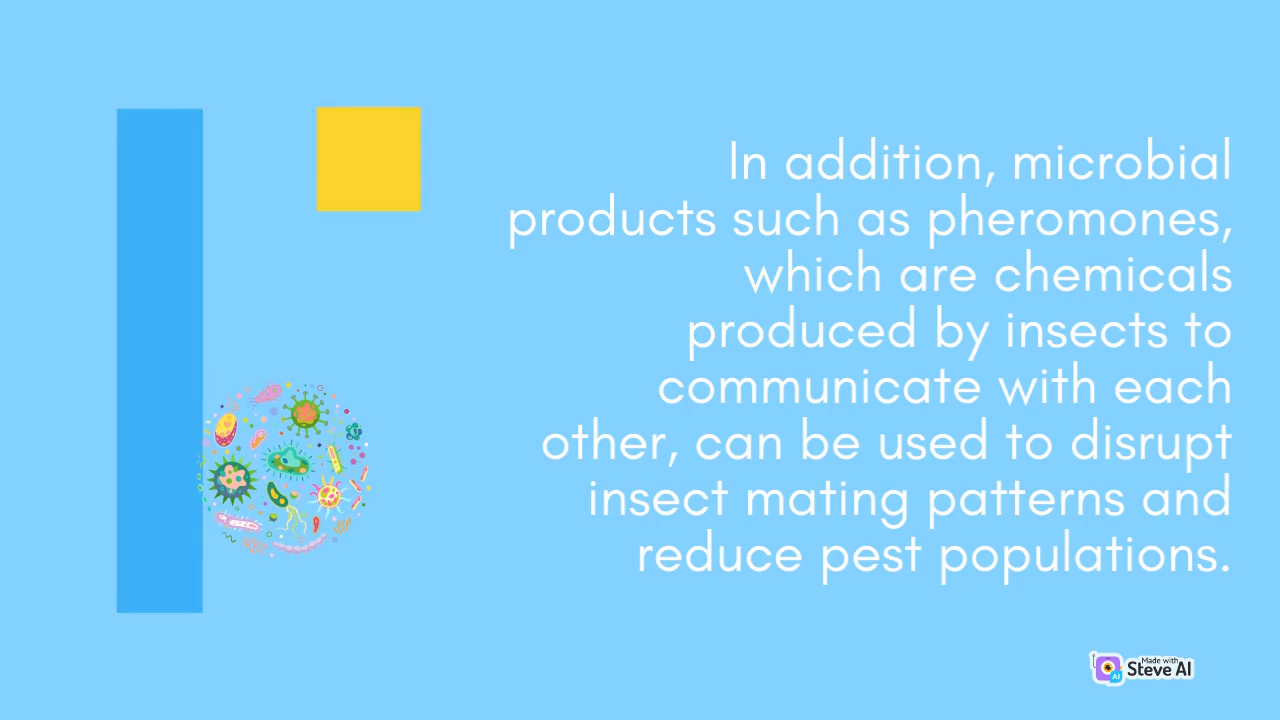 In addition, microbial
products such as pheromones,
which are chemicals
produced by insects to
communicate with each
other, can be used to disrupt
insect mating patterns and
reduce pest populations.
Made with
Steve AI
AI